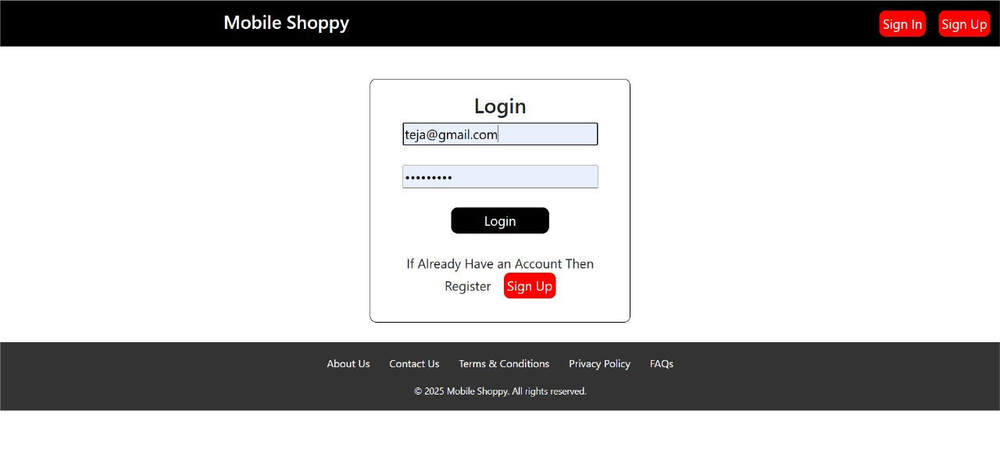 Mobile Shoppy
Sign In
Sign Up
Login
teja@gmail.com
•••••••••
Login
If Already Have an Account Then
Register Sign Up
About Us Contact Us Terms & Conditions Privacy Policy FAQs
© 2025 Mobile Shoppy. All rights reserved.